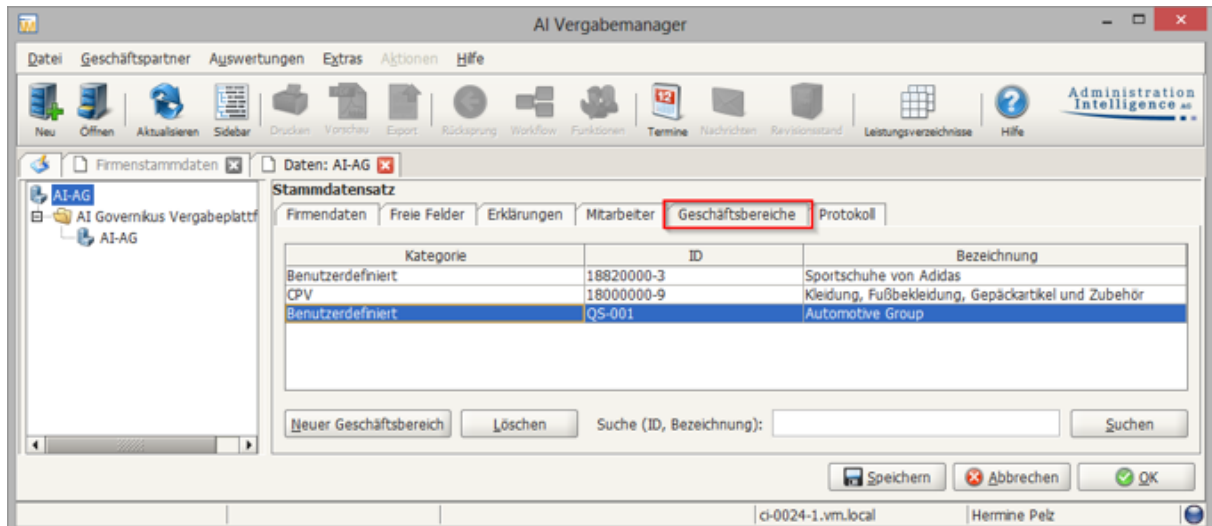 AI Vergabemanager
Datei Geschäftspartner Auswertungen Extras Aktionen Hilfe
Neu Öffnen Aktualisieren Sidebar Drucken Vorschau Export Rücksprung Workflow Funktionen 12 Termine Nachrichten Revisionsstand Leistungsverzeichnisse ? Hilfe
Administration
Intelligence AG
Firmenstammdaten Daten: AI-AG
AI-AG
AI Governikus Vergabeplattf
AI-AG
Stammdatensatz
Firmendaten Freie Felder Erklärungen Mitarbeiter Geschäftsbereiche Protokoll
Kategorie ID Bezeichnung
Benutzerdefiniert 18820000-3 Sportschuhe von Adidas
CPV 18000000-9 Kleidung, Fußbekleidung, Gepäckartikel und Zubehör
Benutzerdefiniert QS-001 Automotive Group
Neuer Geschäftsbereich Löschen Suche (ID, Bezeichnung): Suchen
Speichern Abbrechen OK
ci-0024-1.vm.local Hermine Pelz